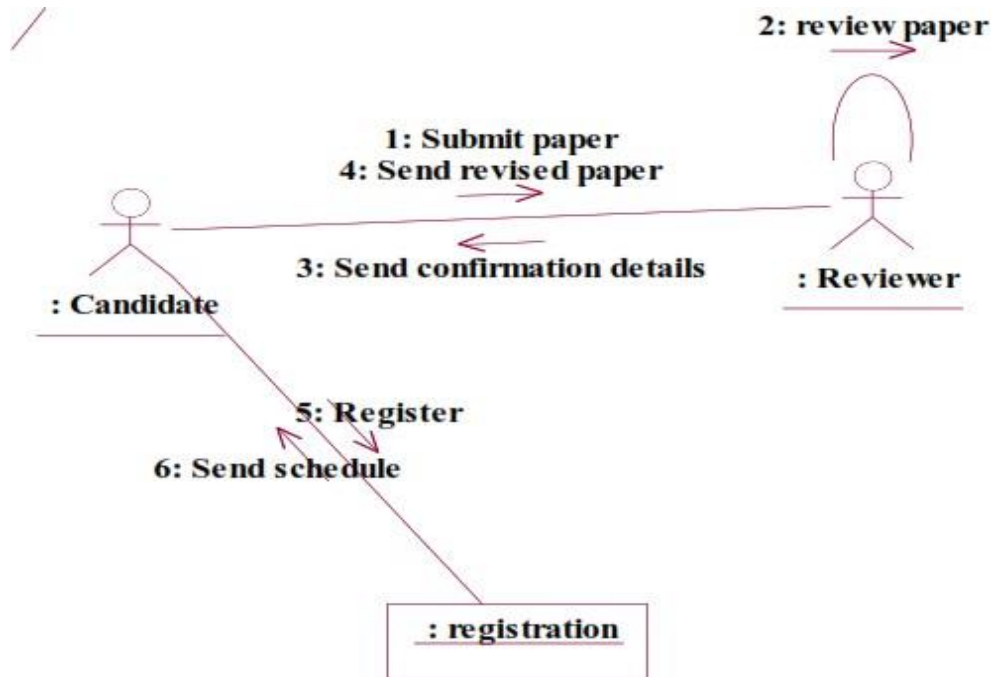 2: review paper
1: Submit paper
4: Send revised paper
3: Send confirmation details
: Reviewer
: Candidate
5: Register
6: Send schedule
: registration